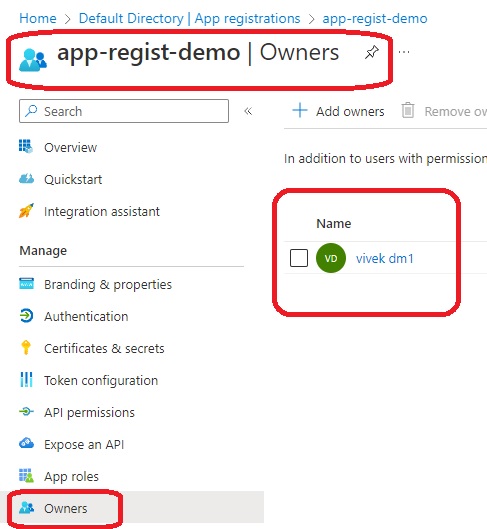 Home > Default Directory | App registrations > app-regist-demo
app-regist-demo | Owners
Search
Add owners Remove
In addition to users with permission
Overview
Quickstart
Integration assistant
Name
VD vivek dm1
Manage
Branding & properties
Authentication
Certificates & secrets
Token configuration
API permissions
Expose an API
App roles
Owners